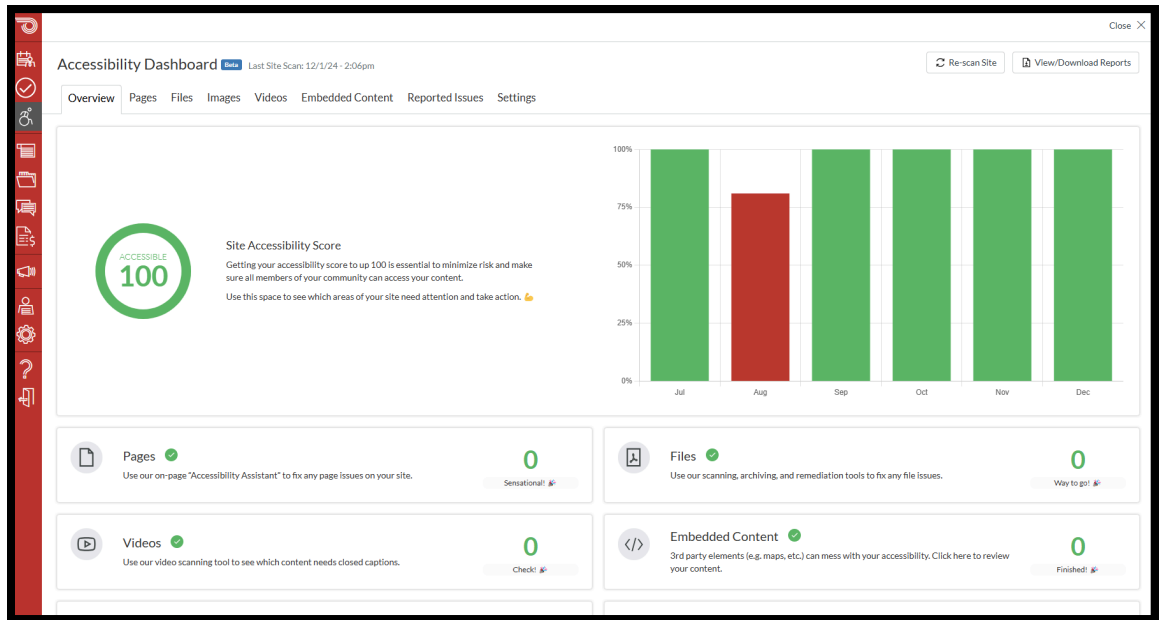 Close ×
Accessibility Dashboard Beta Last Site Scan: 12/1/24 - 2:06pm
Re-scan Site
View/Download Reports
Overview Pages Files Images Videos Embedded Content Reported Issues Settings
ACCESSIBLE
100
Site Accessibility Score
Getting your accessibility score to up 100 is essential to minimize risk and make
sure all members of your community can access your content.
Use this space to see which areas of your site need attention and take action. 💪
100%
75%
50%
25%
0%
Jul Aug Sep Oct Nov Dec
Pages
Use our on-page "Accessibility Assistant" to fix any page issues on your site.
0
Sensational! 🎉
Files
Use our scanning, archiving, and remediation tools to fix any file issues.
0
Way to go! 🎉
Videos
Use our video scanning tool to see which content needs closed captions.
0
Check! 🎉
Embedded Content
3rd party elements (e.g. maps, etc.) can mess with your accessibility. Click here to review
your content.
0
Finished! 🎉